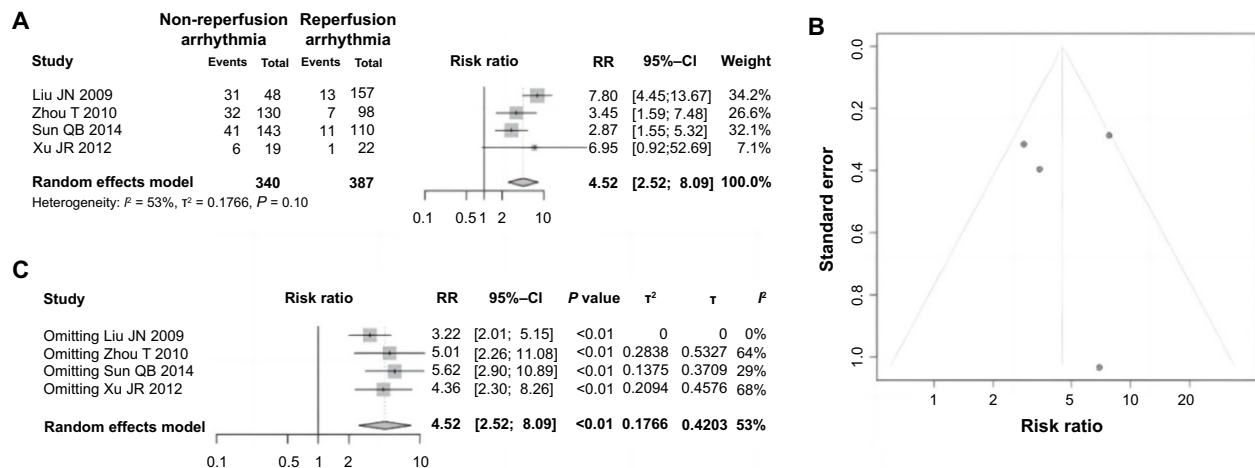 A
Non-reperfusion Reperfusion
arrhythmia arrhythmia
Study Events Total Events Total Risk ratio RR 95%–CI Weight
Liu JN 2009 31 48 13 157 7.80 [4.45;13.67] 34.2%
Zhou T 2010 32 130 7 98 3.45 [1.59; 7.48] 26.6%
Sun QB 2014 41 143 11 110 2.87 [1.55; 5.32] 32.1%
Xu JR 2012 6 19 1 22 6.95 [0.92;52.69] 7.1%
Random effects model 340 387 4.52 [2.52; 8.09] 100.0%
Heterogeneity: I² = 53%, τ² = 0.1766, P = 0.10
0.1 0.5 1 2 10
B
Standard error
0.0
0.2
0.4
0.6
0.8
1.0
1 2 5 10 20
Risk ratio
C
Study Risk ratio RR 95%–CI P value τ² τ I²
Omitting Liu JN 2009 3.22 [2.01; 5.15] <0.01 0 0 0%
Omitting Zhou T 2010 5.01 [2.26; 11.08] <0.01 0.2838 0.5327 64%
Omitting Sun QB 2014 5.62 [2.90; 10.89] <0.01 0.1375 0.3709 29%
Omitting Xu JR 2012 4.36 [2.30; 8.26] <0.01 0.2094 0.4576 68%
Random effects model 4.52 [2.52; 8.09] <0.01 0.1766 0.4203 53%
0.1 0.5 1 2 10